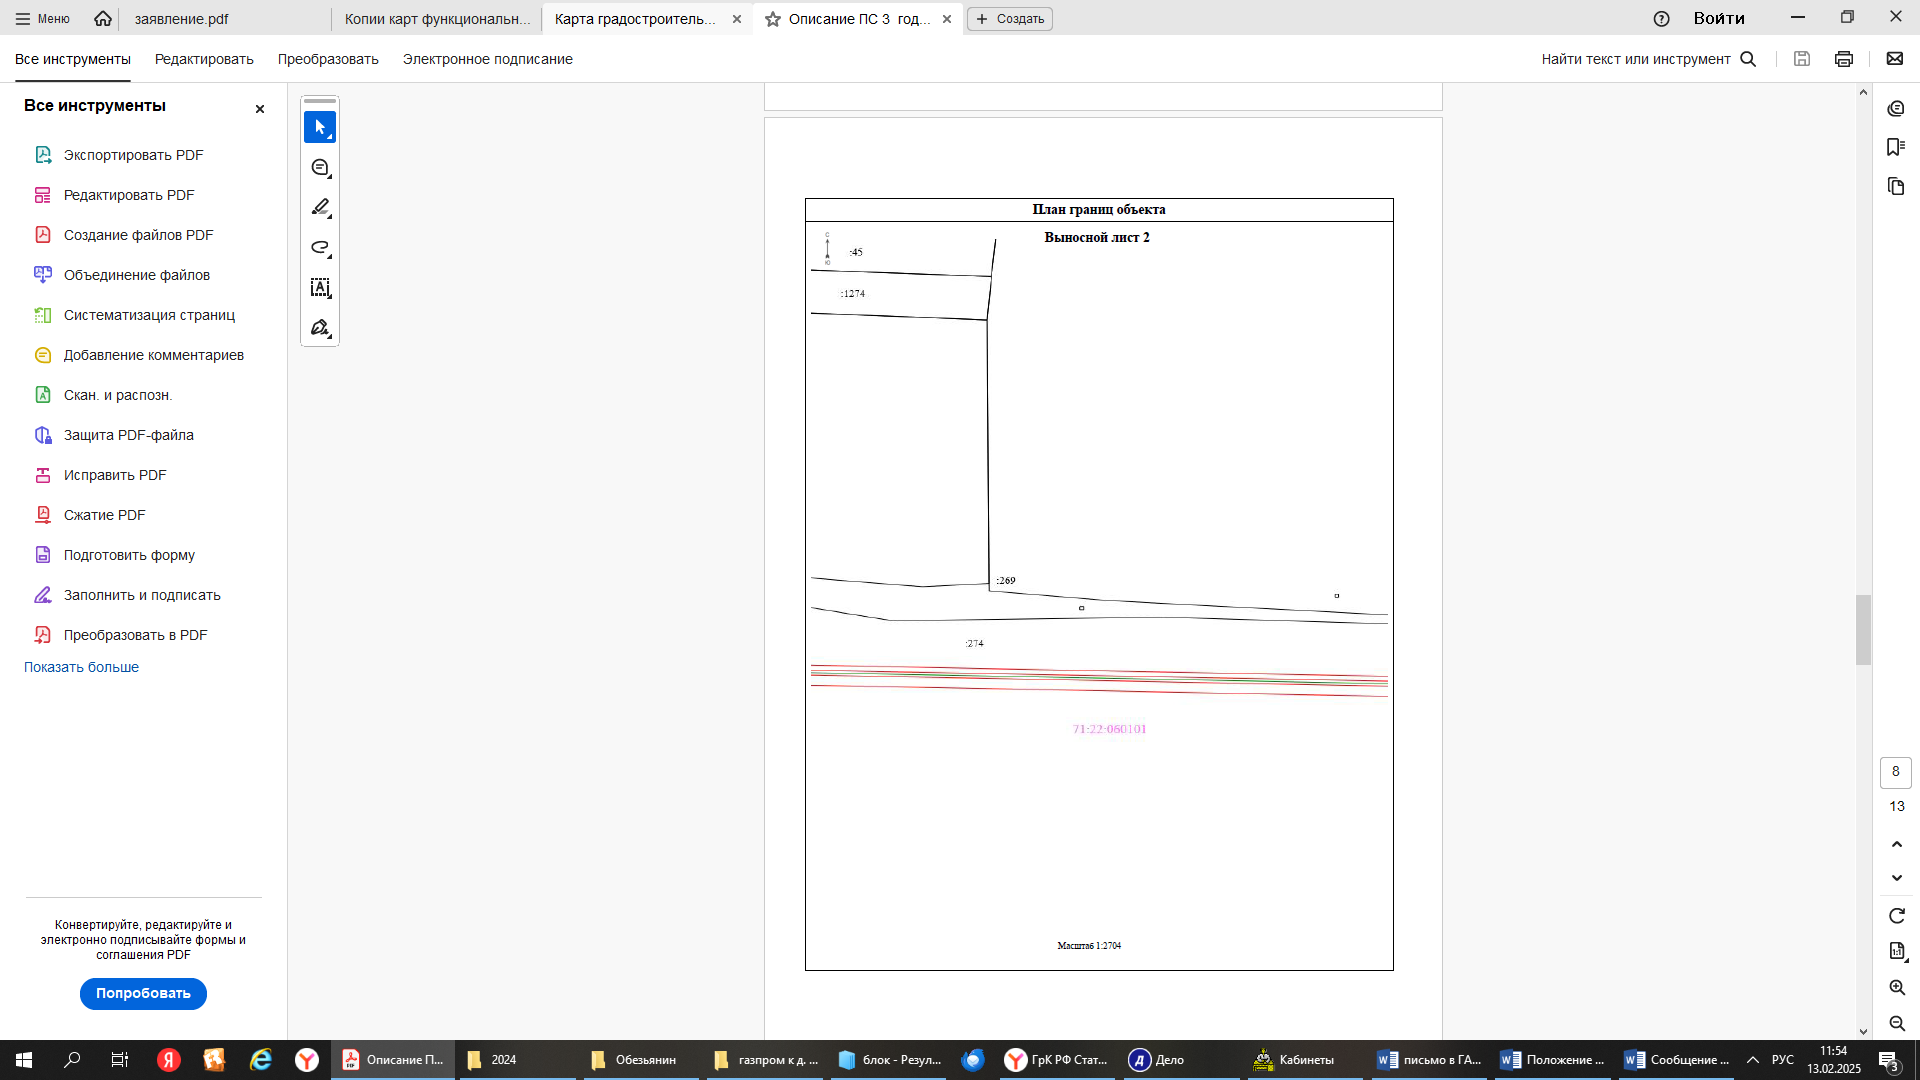 Меню
заявление.pdf
Копии карт функциональн...
Карта градостроитель...
Описание ПС 3 год...
Создать
Войти
Все инструменты
Редактировать
Преобразовать
Электронное подписание
Найти текст или инструмент
Все инструменты
Экспортировать PDF
Редактировать PDF
Создание файлов PDF
Объединение файлов
Систематизация страниц
Добавление комментариев
Скан. и распозн.
Защита PDF-файла
Исправить PDF
Сжатие PDF
Подготовить форму
Заполнить и подписать
Преобразовать в PDF
Показать больше
Конвертируйте, редактируйте и
электронно подписывайте формы и
соглашения PDF
Попробовать
План границ объекта
Выносной лист 2
С
Ю
:45
:1274
:269
:274
71:22:060101
Масштаб 1:2704
8
13
Описание П...
2024
Обезьянин
газпром к д. ...
блок - Резул...
ГрК РФ Стат...
Дело
Кабинеты
письмо в ГА...
Положение ...
Сообщение ...
РУС
11:54
13.02.2025
3